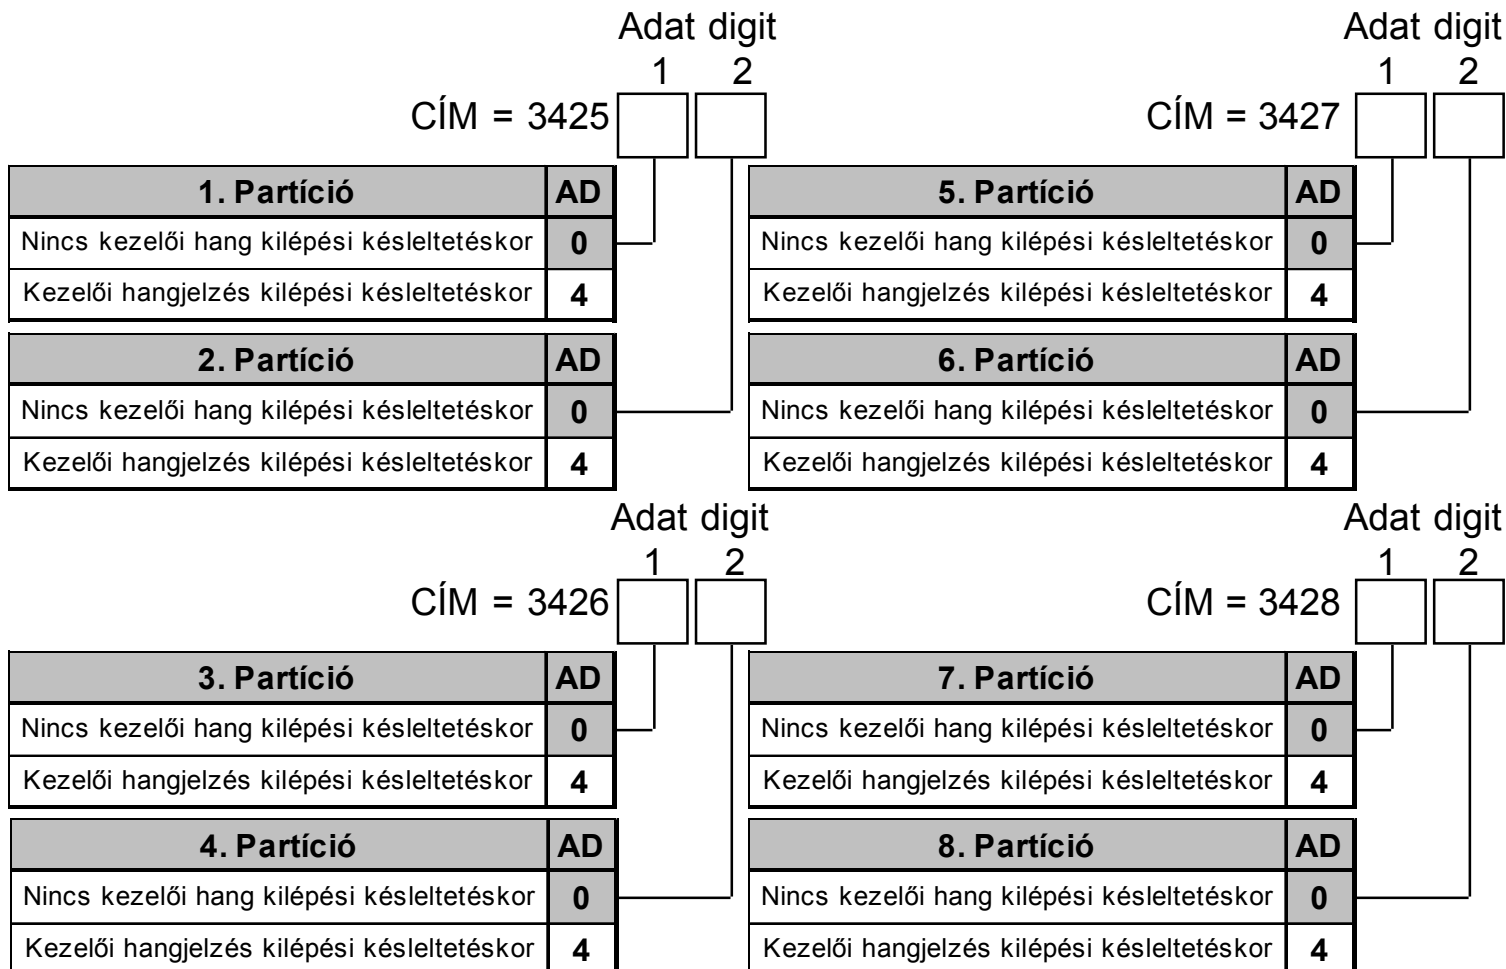 Adat digit
1 2
CÍM = 3425
1. Partíció AD
Nincs kezelői hang kilépési késleltetéskor 0
Kezelői hangjelzés kilépési késleltetéskor 4
2. Partíció AD
Nincs kezelői hang kilépési késleltetéskor 0
Kezelői hangjelzés kilépési késleltetéskor 4
Adat digit
1 2
CÍM = 3427
5. Partíció AD
Nincs kezelői hang kilépési késleltetéskor 0
Kezelői hangjelzés kilépési késleltetéskor 4
6. Partíció AD
Nincs kezelői hang kilépési késleltetéskor 0
Kezelői hangjelzés kilépési késleltetéskor 4
Adat digit
1 2
CÍM = 3426
3. Partíció AD
Nincs kezelői hang kilépési késleltetéskor 0
Kezelői hangjelzés kilépési késleltetéskor 4
4. Partíció AD
Nincs kezelői hang kilépési késleltetéskor 0
Kezelői hangjelzés kilépési késleltetéskor 4
Adat digit
1 2
CÍM = 3428
7. Partíció AD
Nincs kezelői hang kilépési késleltetéskor 0
Kezelői hangjelzés kilépési késleltetéskor 4
8. Partíció AD
Nincs kezelői hang kilépési késleltetéskor 0
Kezelői hangjelzés kilépési késleltetéskor 4